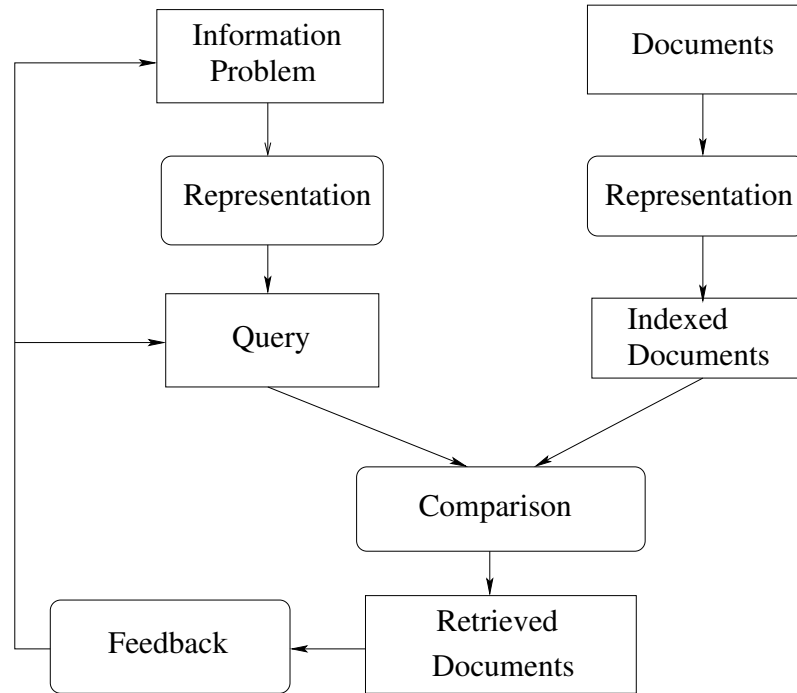 Information
Problem
Documents
Representation
Representation
Query
Indexed
Documents
Comparison
Feedback
Retrieved
Documents